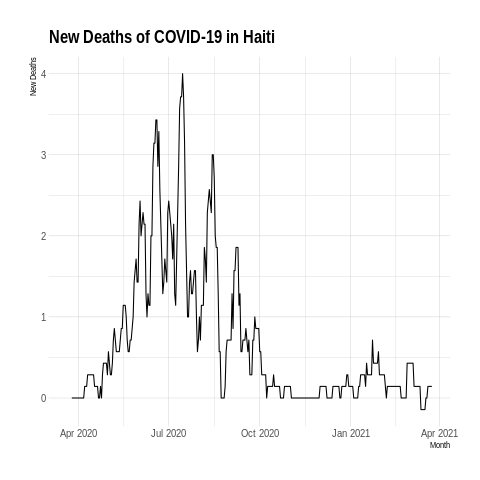 New Deaths of COVID-19 in Haiti
New Deaths
4
3
2
1
0
Apr 2020 Jul 2020 Oct 2020 Jan 2021 Apr 2021
Month